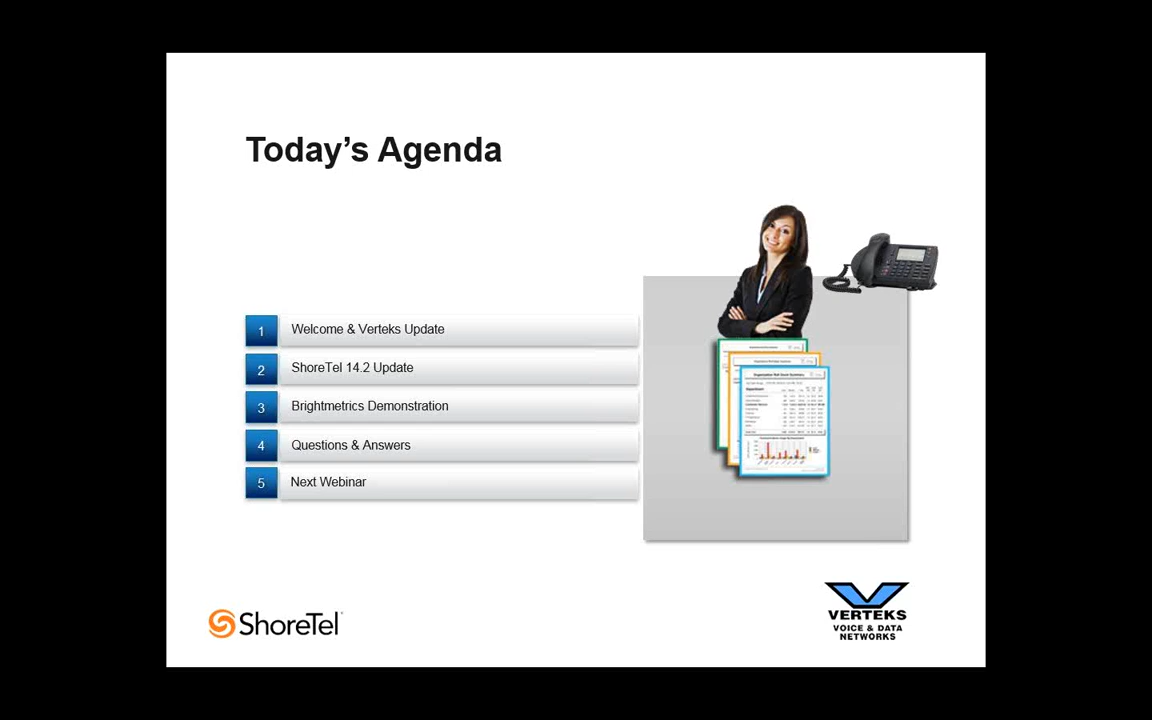 Today’s Agenda
1 Welcome & Verteks Update
2 ShoreTel 14.2 Update
3 Brightmetrics Demonstration
4 Questions & Answers
5 Next Webinar
ShoreTel
VERTEKS
VOICE & DATA
NETWORKS